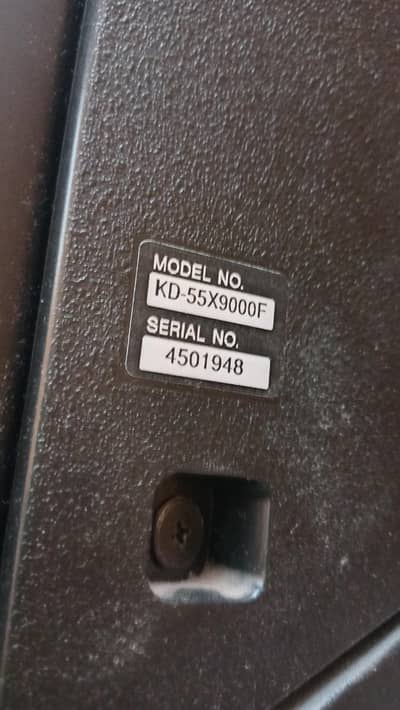 MODEL NO.
KD-55X9000F
SERIAL NO.
4501948